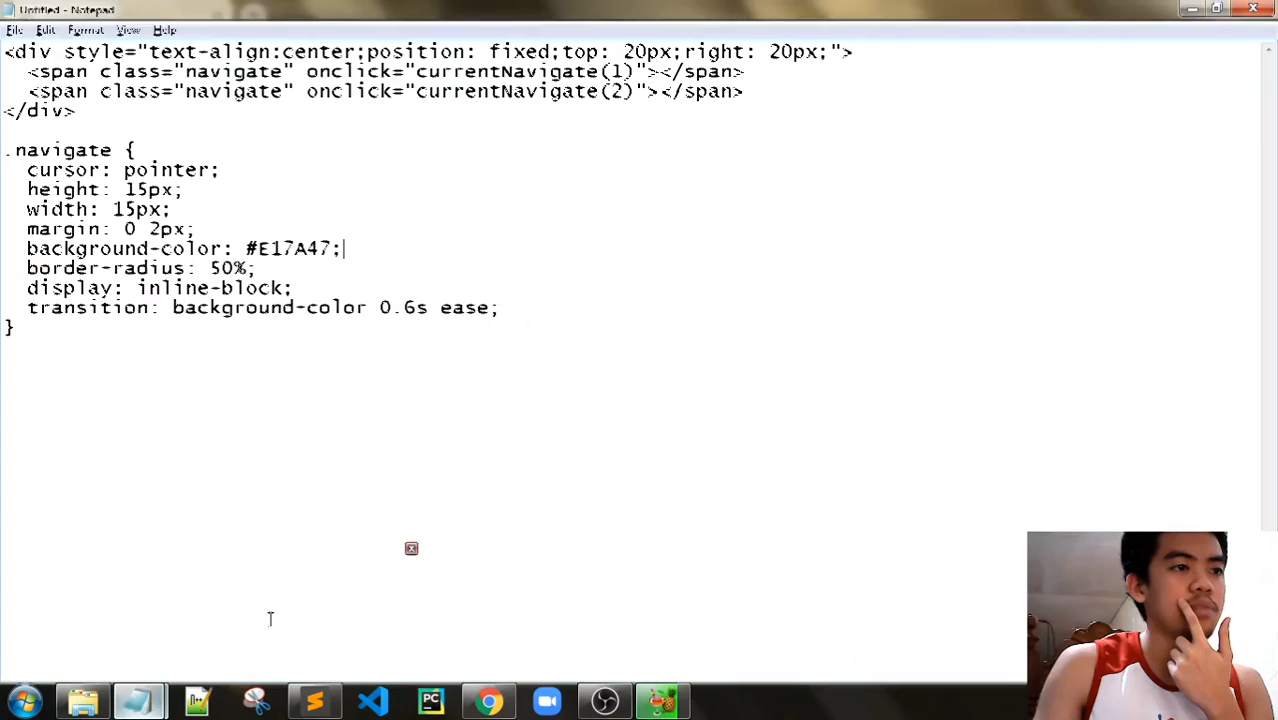 Untitled - Notepad
File Edit Format View Help
<div style="text-align:center;position: fixed;top: 20px;right: 20px;">
  <span class="navigate" onclick="currentNavigate(1)"></span>
  <span class="navigate" onclick="currentNavigate(2)"></span>
</div>
.navigate {
  cursor: pointer;
  height: 15px;
  width: 15px;
  margin: 0 2px;
  background-color: #E17A47;
  border-radius: 50%;
  display: inline-block;
  transition: background-color 0.6s ease;
}
PC